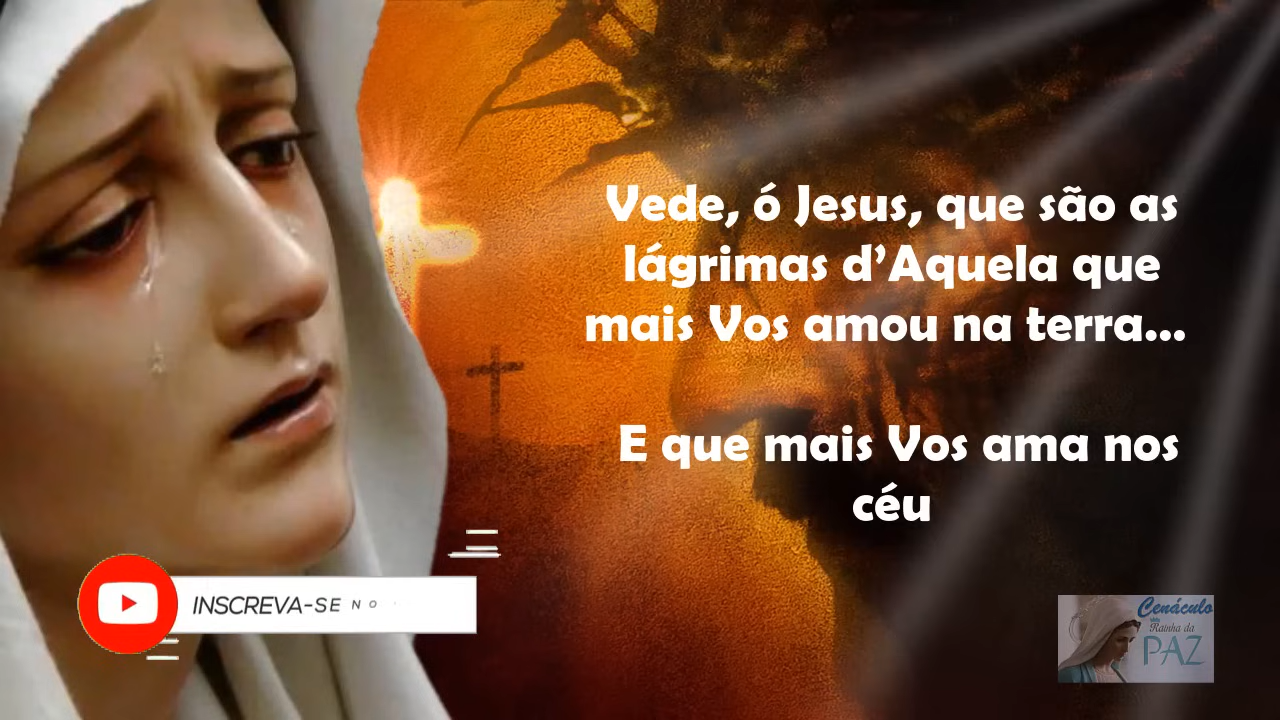 Vede, ó Jesus, que são as
lágrimas d’Aquela que
mais Vos amou na terra...
E que mais Vos ama nos
céu
INSCREVA-SE NO
Cenáculo
Rainha da
PAZ